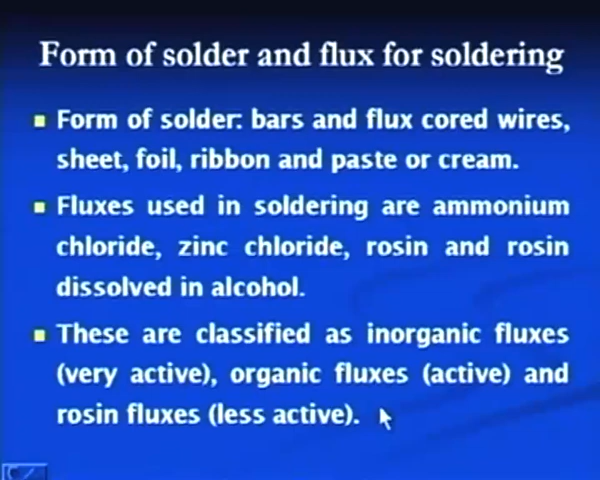 Form of solder and flux for soldering
Form of solder: bars and flux cored wires,
sheet, foil, ribbon and paste or cream.
Fluxes used in soldering are ammonium
chloride, zinc chloride, rosin and rosin
dissolved in alcohol.
These are classified as inorganic fluxes
(very active), organic fluxes (active) and
rosin fluxes (less active).